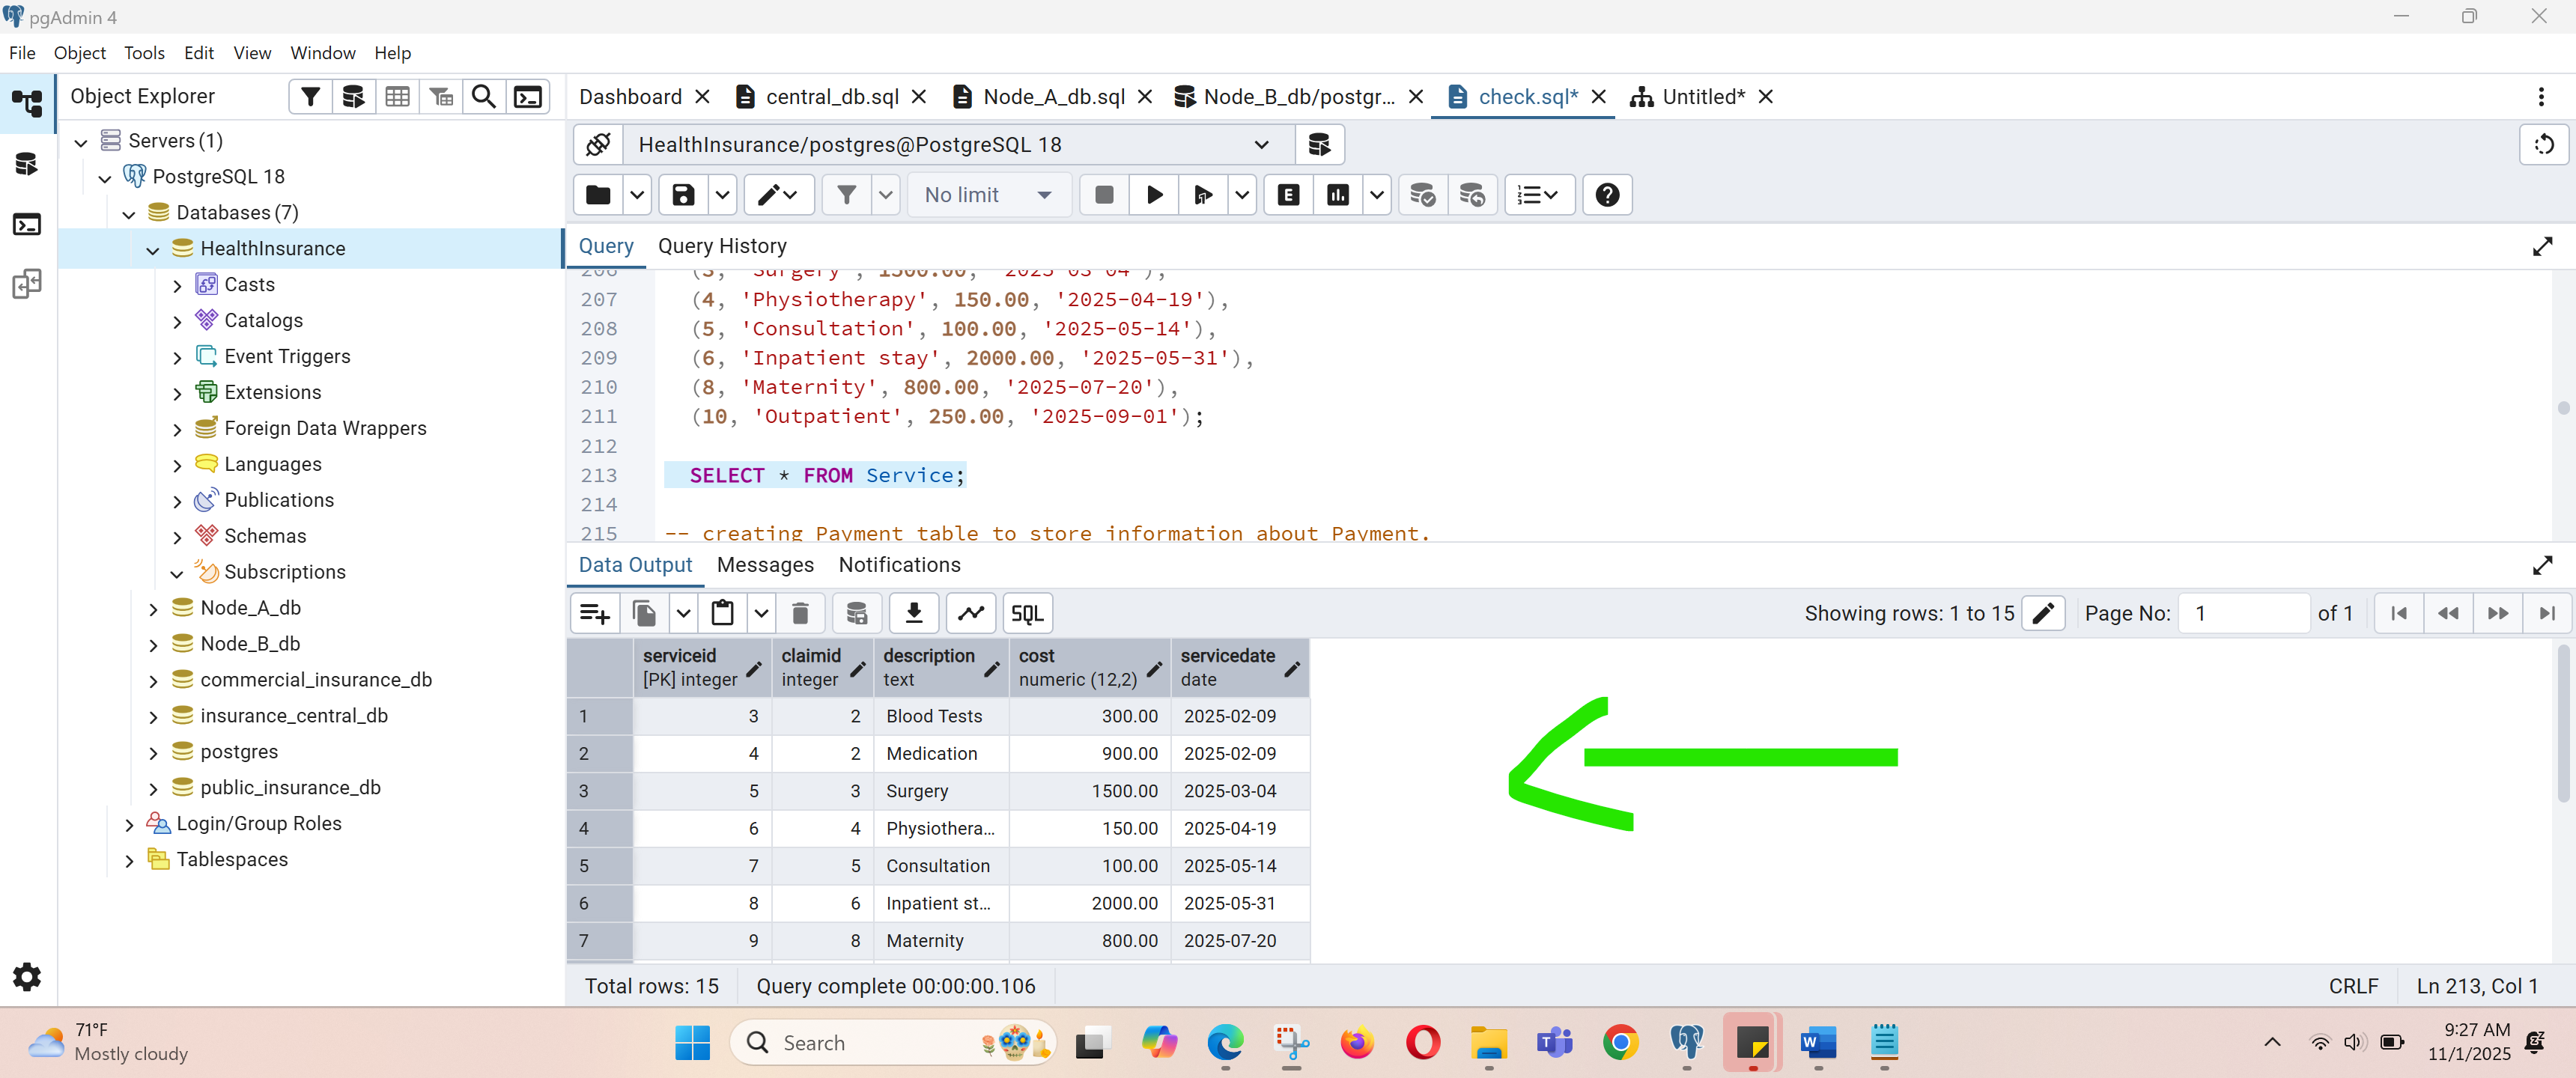 pgAdmin 4
File Object Tools Edit View Window Help
Object Explorer
Dashboard central_db.sql Node_A_db.sql Node_B_db/postgr... check.sql* Untitled*
Servers (1)
HealthInsurance/postgres@PostgreSQL 18
PostgreSQL 18
No limit
Databases (7)
HealthInsurance
Query Query History
Casts
Catalogs
Event Triggers
Extensions
Foreign Data Wrappers
Languages
Publications
Schemas
Subscriptions
Node_A_db
Node_B_db
commercial_insurance_db
insurance_central_db
postgres
public_insurance_db
Login/Group Roles
Tablespaces
206 (3, 'Surgery', 1500.00, '2025-03-04'),
207 (4, 'Physiotherapy', 150.00, '2025-04-19'),
208 (5, 'Consultation', 100.00, '2025-05-14'),
209 (6, 'Inpatient stay', 2000.00, '2025-05-31'),
210 (8, 'Maternity', 800.00, '2025-07-20'),
211 (10, 'Outpatient', 250.00, '2025-09-01');
212
213 SELECT * FROM Service;
214
215 -- creating Payment table to store information about Payment.
Data Output Messages Notifications
SQL
Showing rows: 1 to 15 Page No: 1 of 1
serviceid claimid description cost servicedate
[PK] integer integer text numeric (12,2) date
1 3 2 Blood Tests 300.00 2025-02-09
2 4 2 Medication 900.00 2025-02-09
3 5 3 Surgery 1500.00 2025-03-04
4 6 4 Physiothera... 150.00 2025-04-19
5 7 5 Consultation 100.00 2025-05-14
6 8 6 Inpatient st... 2000.00 2025-05-31
7 9 8 Maternity 800.00 2025-07-20
Total rows: 15 Query complete 00:00:00.106 CRLF Ln 213, Col 1
71°F
Mostly cloudy
Search
9:27 AM
11/1/2025